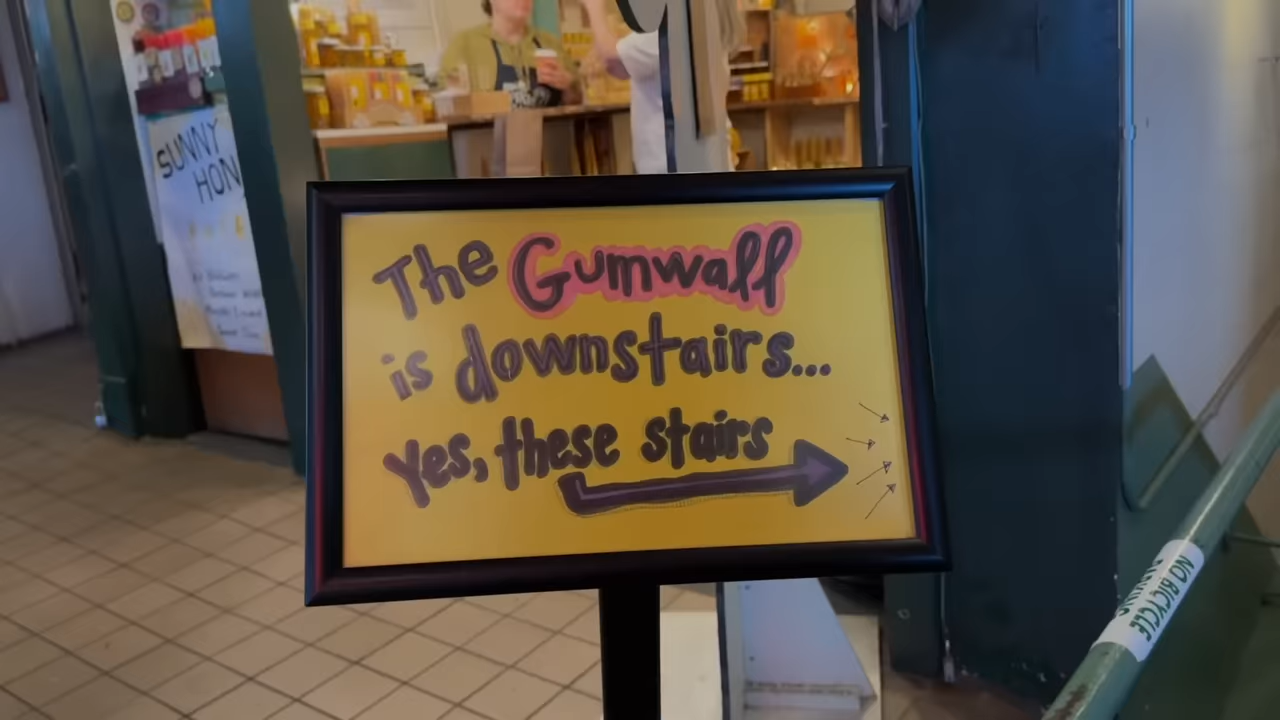 SUNNY
HON
The Gumwall
is downstairs...
Yes, these stairs
NO BICYCLE